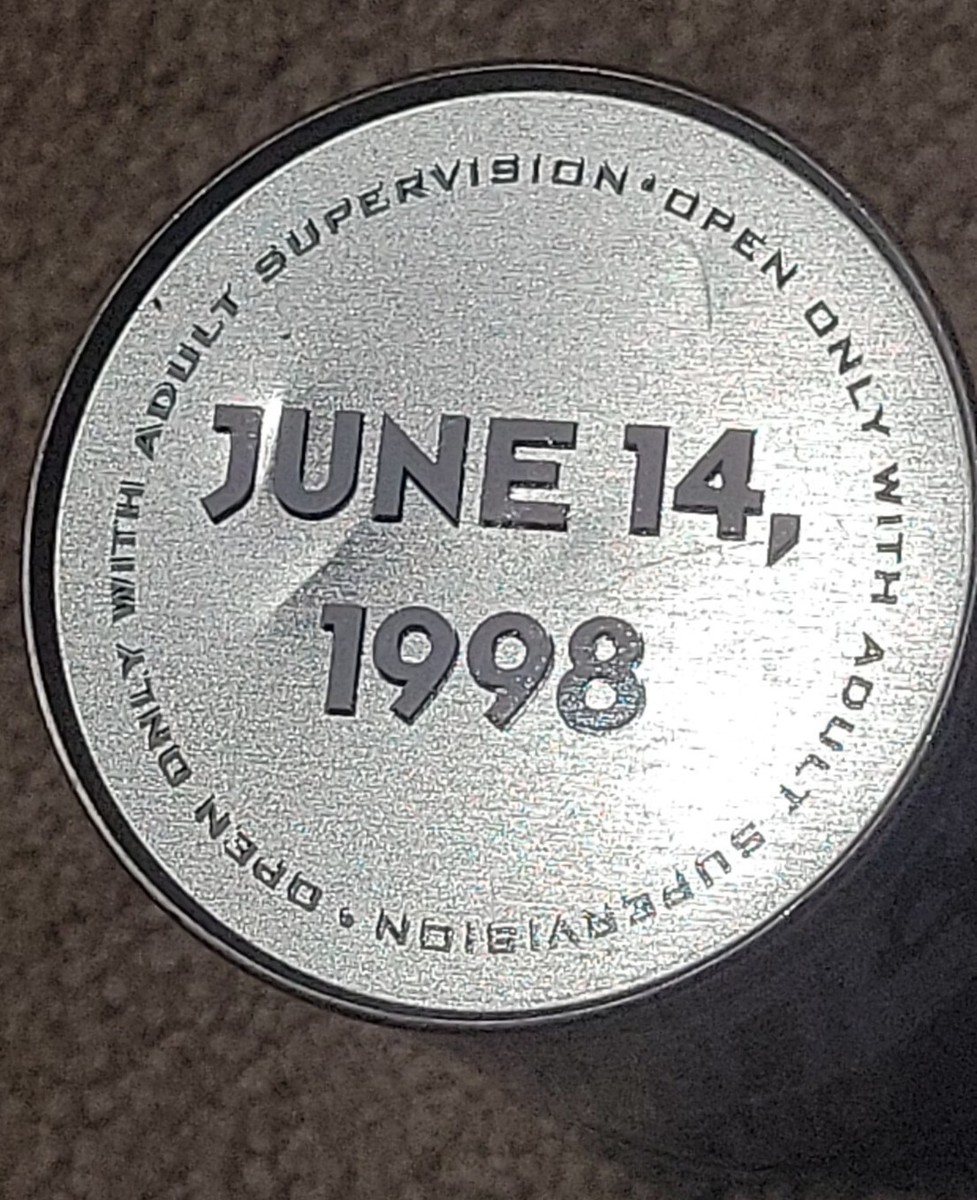 JUNE 14,
1998
OPEN ONLY WITH ADULT SUPERVISION • OPEN ONLY WITH ADULT SUPERVISION •